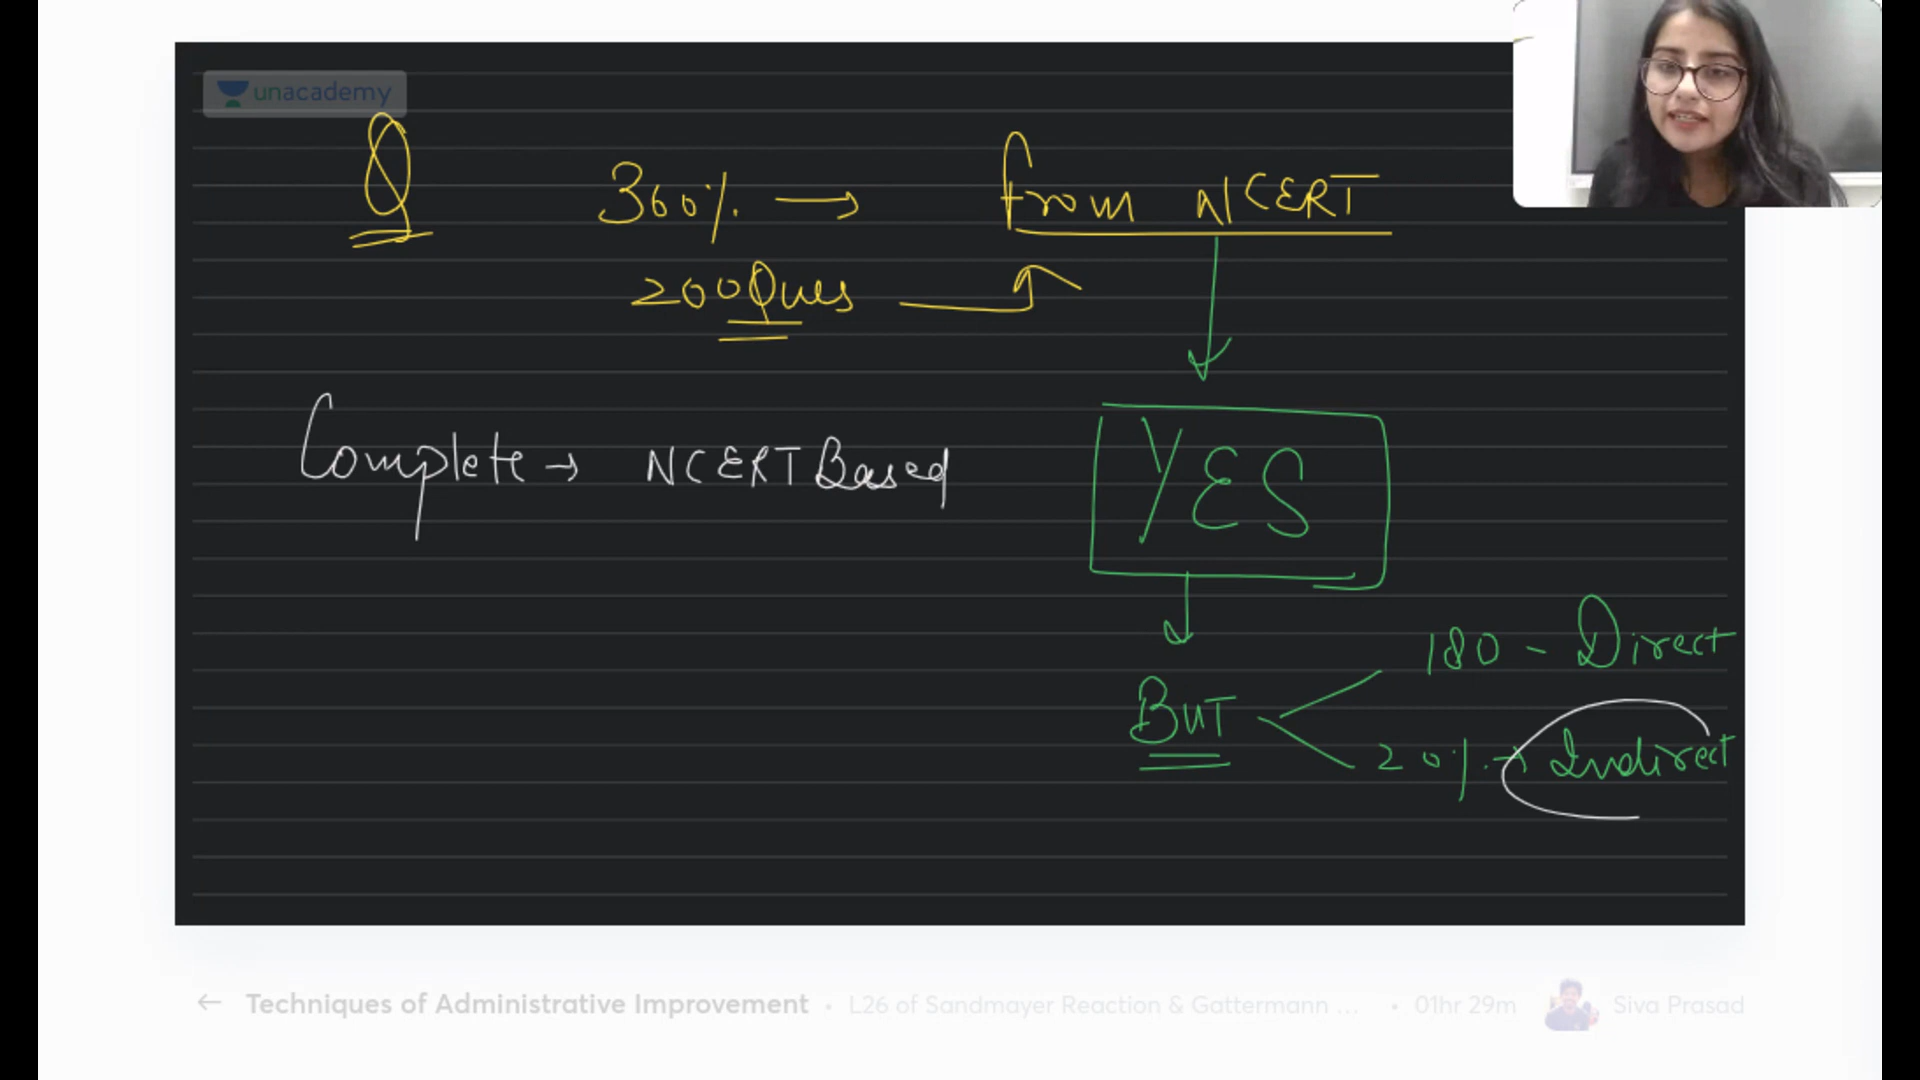 unacademy
Q 360% → from NCERT
200 Ques
Complete → NCERT Based
YES
180 - Direct
BUT
20% → Indirect
← Techniques of Administrative Improvement • L26 of Sandmayer Reaction & Gattermann ... • 01hr 29m Siva Prasad